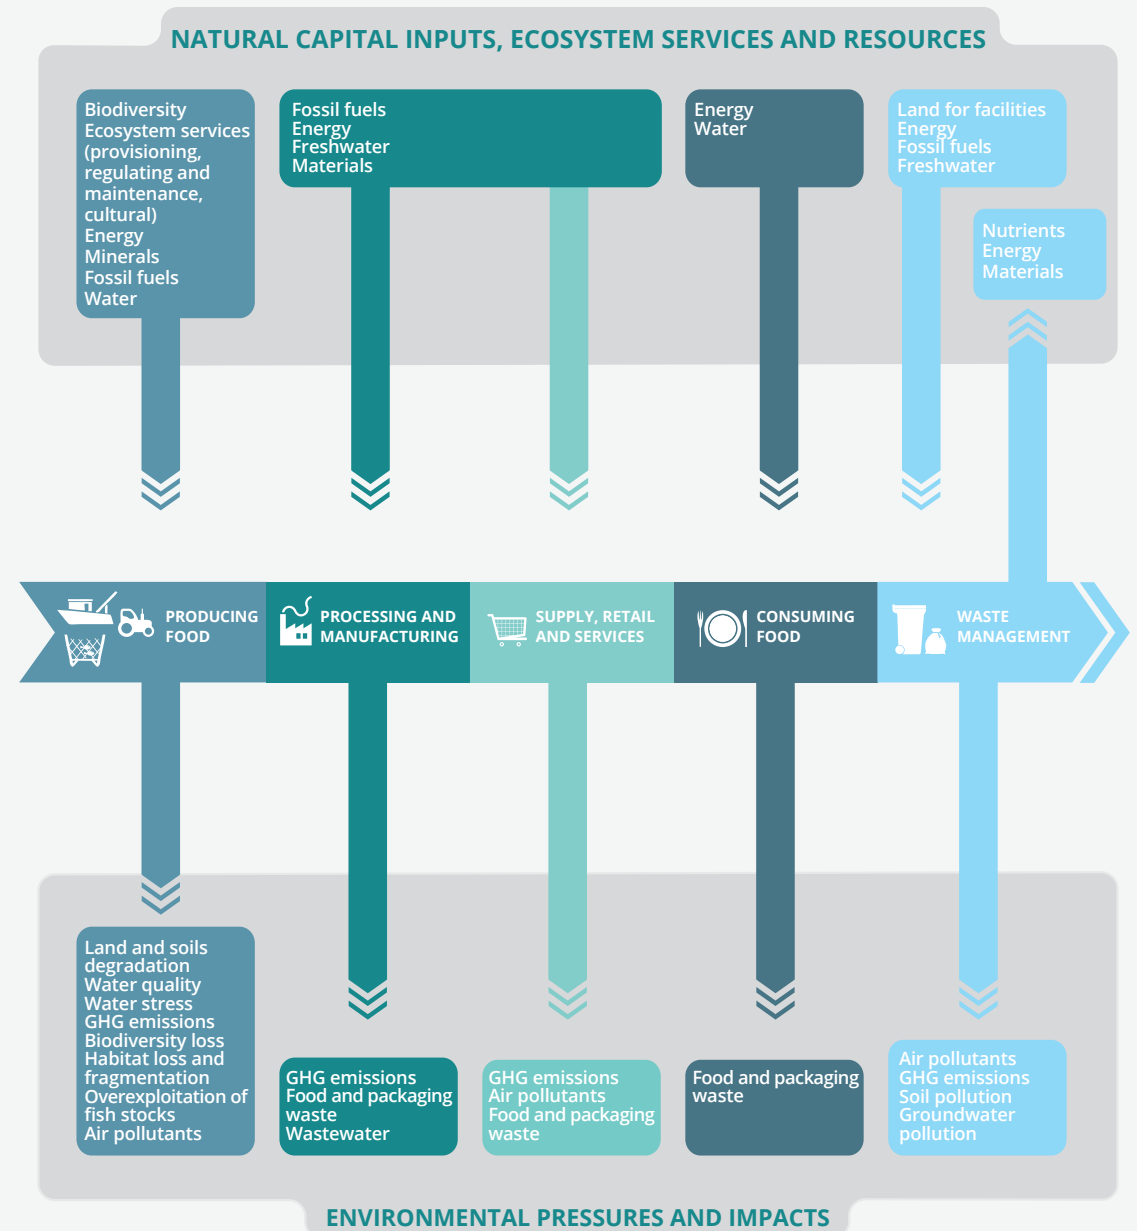 NATURAL CAPITAL INPUTS, ECOSYSTEM SERVICES AND RESOURCES
Biodiversity
Ecosystem services
(provisioning,
regulating and
maintenance,
cultural)
Energy
Minerals
Fossil fuels
Water
Fossil fuels
Energy
Freshwater
Materials
Energy
Water
Land for facilities
Energy
Fossil fuels
Freshwater
Nutrients
Energy
Materials
PRODUCING
FOOD
PROCESSING AND
MANUFACTURING
SUPPLY, RETAIL
AND SERVICES
CONSUMING
FOOD
WASTE
MANAGEMENT
Land and soils
degradation
Water quality
Water stress
GHG emissions
Biodiversity loss
Habitat loss and
fragmentation
Overexploitation of
fish stocks
Air pollutants
GHG emissions
Food and packaging
waste
Wastewater
GHG emissions
Air pollutants
Food and packaging
waste
Food and packaging
waste
Air pollutants
GHG emissions
Soil pollution
Groundwater
pollution
ENVIRONMENTAL PRESSURES AND IMPACTS